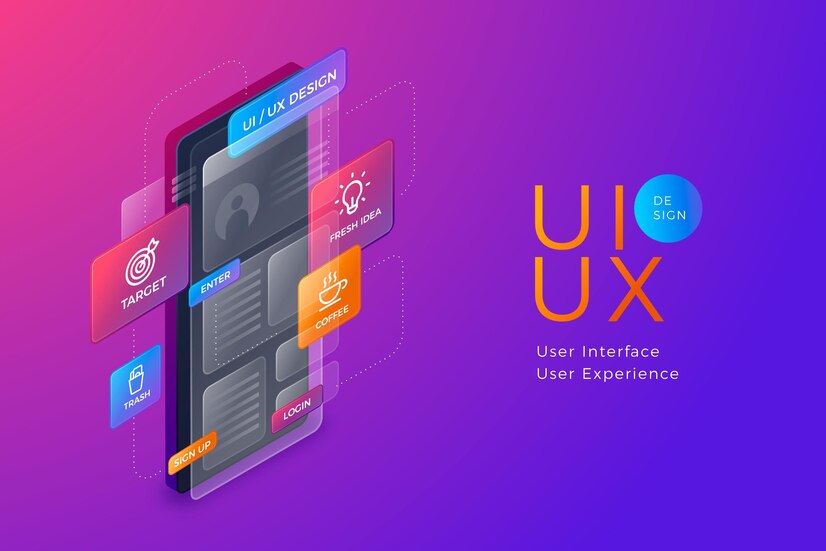 UI / UX DESIGN
FRESH IDEA
TARGET
ENTER
COFFEE
TRASH
LOGIN
SIGN UP
UI
DE
SIGN
UX
User Interface
User Experience